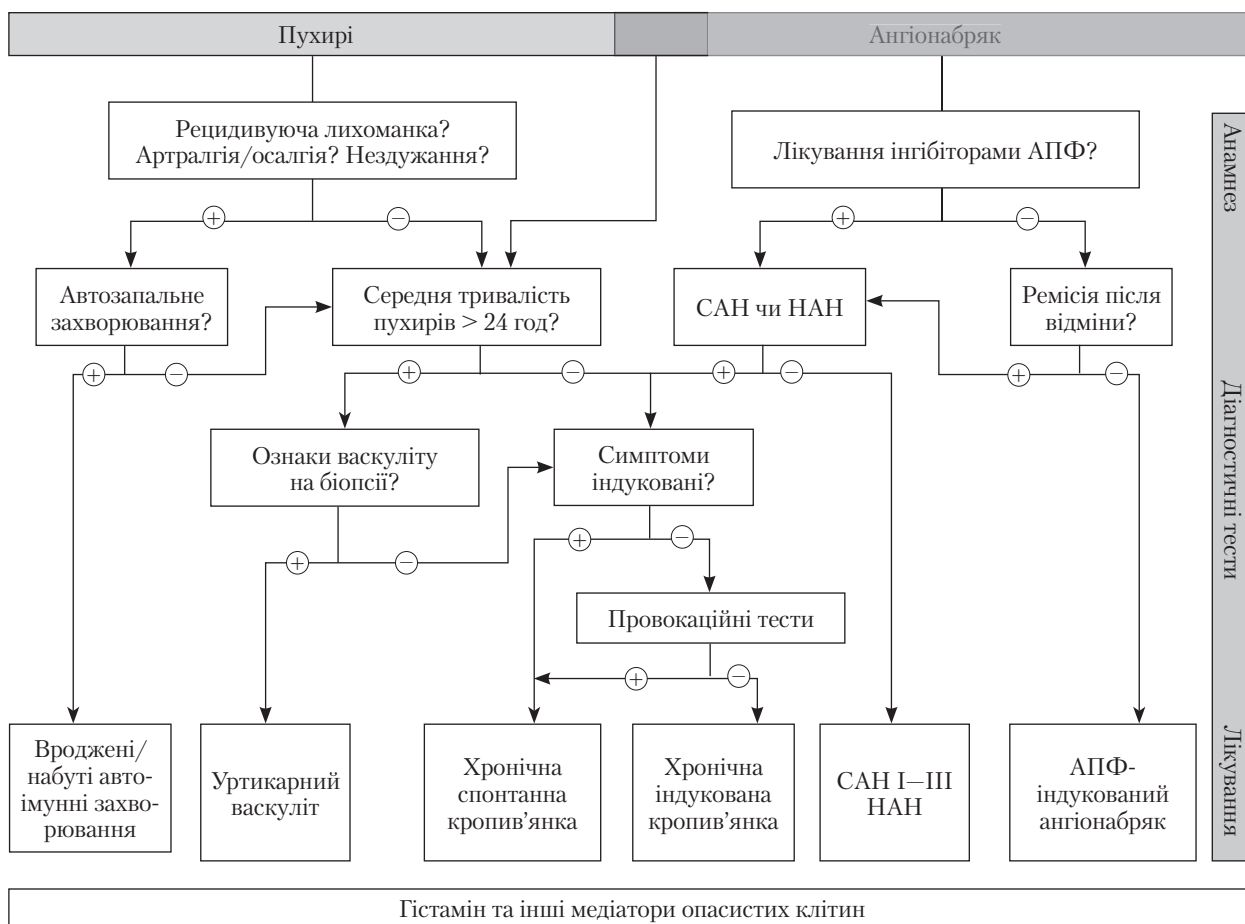 Пухирі
Ангіонабряк
Рецидивуюча лихоманка?
Артралгія/осалгія? Нездужання?
Лікування інгібіторами АПФ?
Анамнез
+
−
+
−
Автозапальне
захворювання?
Середня тривалість
пухирів > 24 год?
САН чи НАН
Ремісія після
відміни?
+
−
+
−
+
−
+
−
Діагностичні тести
Ознаки васкуліту
на біопсії?
Симптоми
індуковані?
+
−
+
−
Провокаційні тести
+
−
Лікування
Вроджені/
набуті авто-
імунні захво-
рювання
Уртикарний
васкуліт
Хронічна
спонтанна
кропив'янка
Хронічна
індукована
кропив'янка
САН I—III
НАН
АПФ-
індукований
ангіонабряк
Гістамін та інші медіатори опасистих клітин